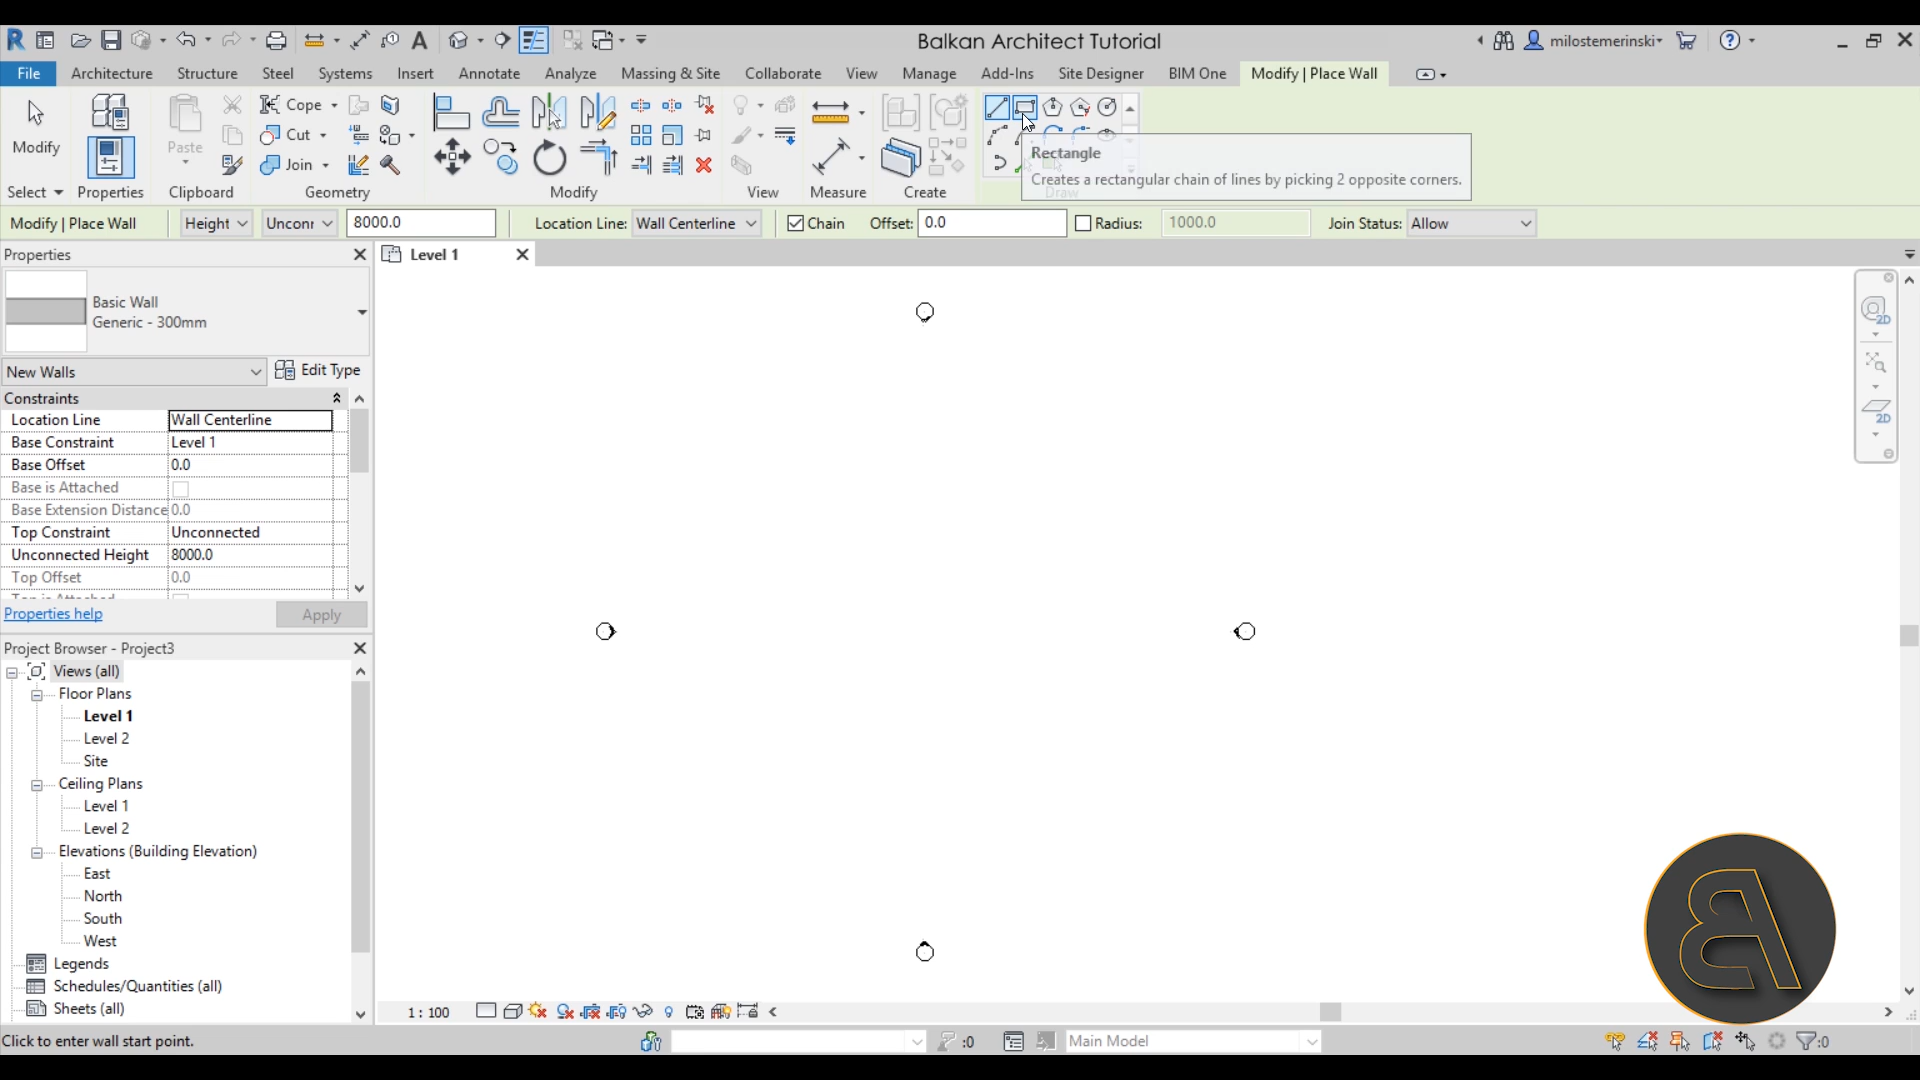 Balkan Architect Tutorial
milostemerinski
File Architecture Structure Steel Systems Insert Annotate Analyze Massing & Site Collaborate View Manage Add-Ins Site Designer BIM One Modify | Place Wall
Modify
Paste
Cope
Cut
Join
Select Properties Clipboard Geometry Modify View Measure Create Draw
Rectangle
Creates a rectangular chain of lines by picking 2 opposite corners.
Modify | Place Wall Height Unconr 8000.0 Location Line: Wall Centerline Chain Offset: 0.0 Radius: 1000.0 Join Status: Allow
Properties
Level 1
Basic Wall
Generic - 300mm
New Walls Edit Type
Constraints
Location Line Wall Centerline
Base Constraint Level 1
Base Offset 0.0
Base is Attached
Base Extension Distance 0.0
Top Constraint Unconnected
Unconnected Height 8000.0
Top Offset 0.0
Properties help Apply
Project Browser - Project3
Views (all)
Floor Plans
Level 1
Level 2
Site
Ceiling Plans
Level 1
Level 2
Elevations (Building Elevation)
East
North
South
West
Legends
Schedules/Quantities (all)
Sheets (all)
2D
2D
1 : 100
Click to enter wall start point.
:0
Main Model
:0